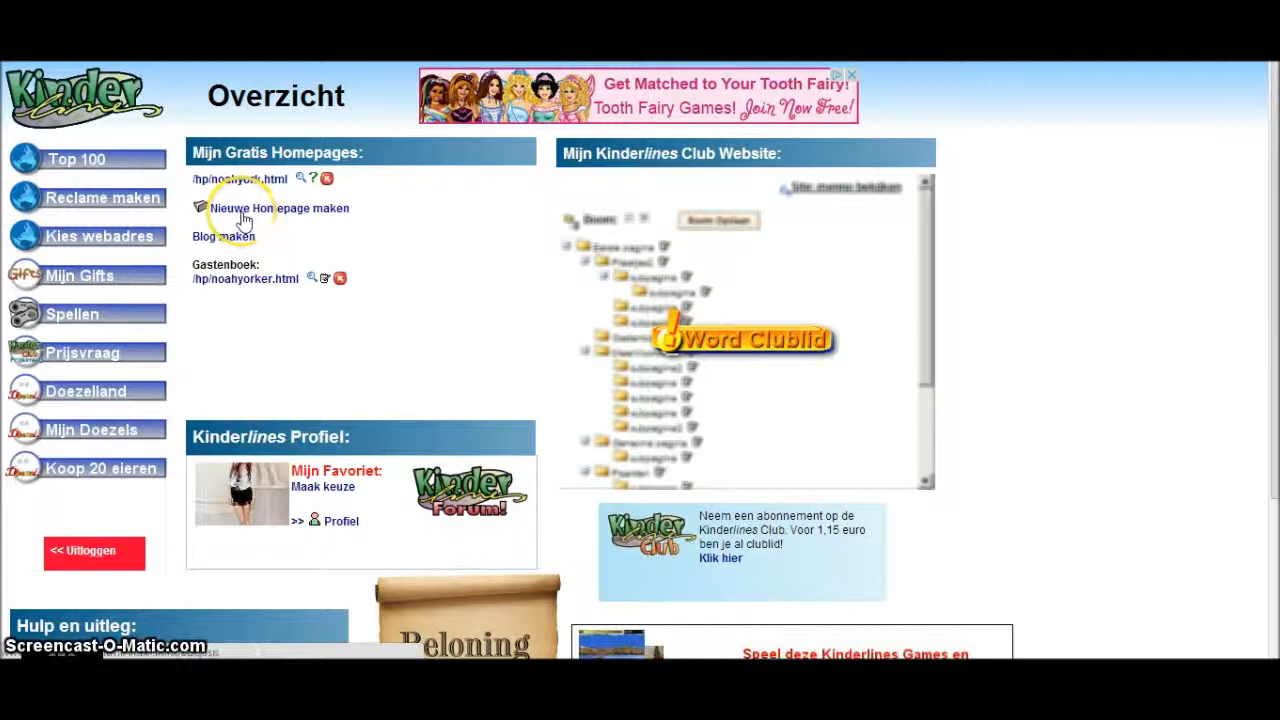 Kinderlines
Overzicht
Get Matched to Your Tooth Fairy!
Tooth Fairy Games! Join Now Free!
Top 100
Reclame maken
Kies webadres
Mijn Gifts
Spellen
Prijsvraag
Doezelland
Mijn Doezels
Koop 20 eieren
<< Uitloggen
Mijn Gratis Homepages:
/hp/noahyork.html
Nieuwe Homepage maken
Blog maken
Gastenboek:
/hp/noahyorker.html
Kinderlines Profiel:
Mijn Favoriet:
Maak keuze
>> Profiel
Kinder
Forum!
Mijn Kinderlines Club Website:
Boom:
Word Clublid
Kinder
Club
Neem een abonnement op de
Kinderlines Club. Voor 1,15 euro
ben je al clublid!
Klik hier
Hulp en uitleg:
Beloning
Speel deze Kinderlines Games en
Screencast-O-Matic.com